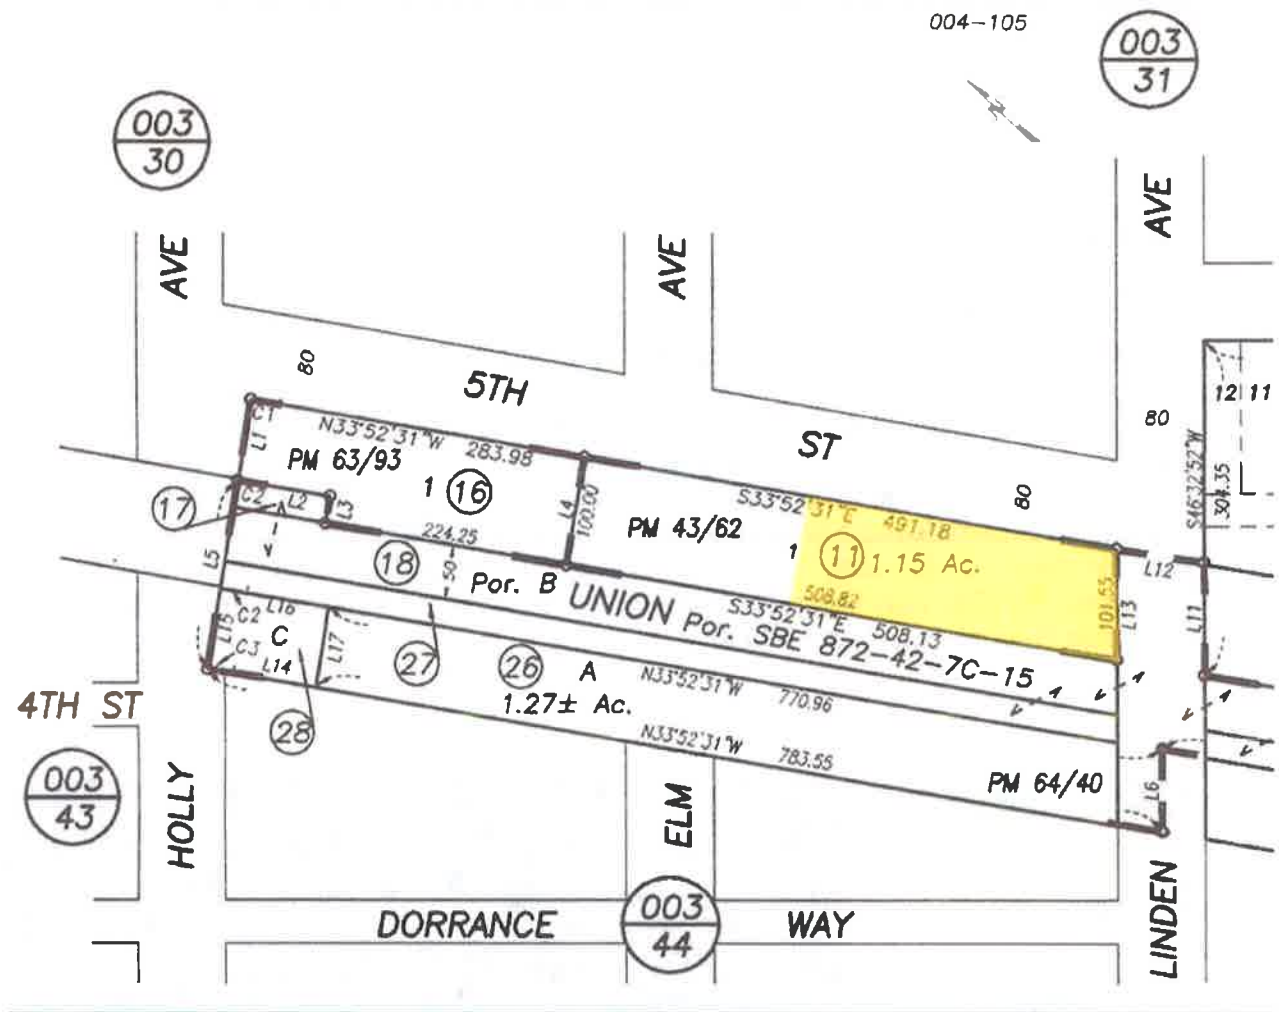 004-105
003
31
003
30
AVE
AVE
AVE
80
5TH
ST
80
80
12 11
C1
L1
N33°52'31"W 283.98
PM 63/93
1 16
L4
100.00
S33°52'31"E 491.18
PM 43/62
1 11 1.15 Ac.
S46°32'52"W
304.35
17
C2 L2 L3
224.25
50
18
Por. B
UNION
508.82
S33°52'31"E 508.13
Por. SBE 872-42-7C-15
101.55
L13
L12
L11
L5
L15
C2 L16
C
C3 L14
L17
27
26
A
1.27± Ac.
28
N33°52'31"W 770.96
N33°52'31"W 783.55
PM 64/40
L6
4TH ST
003
43
HOLLY
ELM
LINDEN
DORRANCE
003
44
WAY